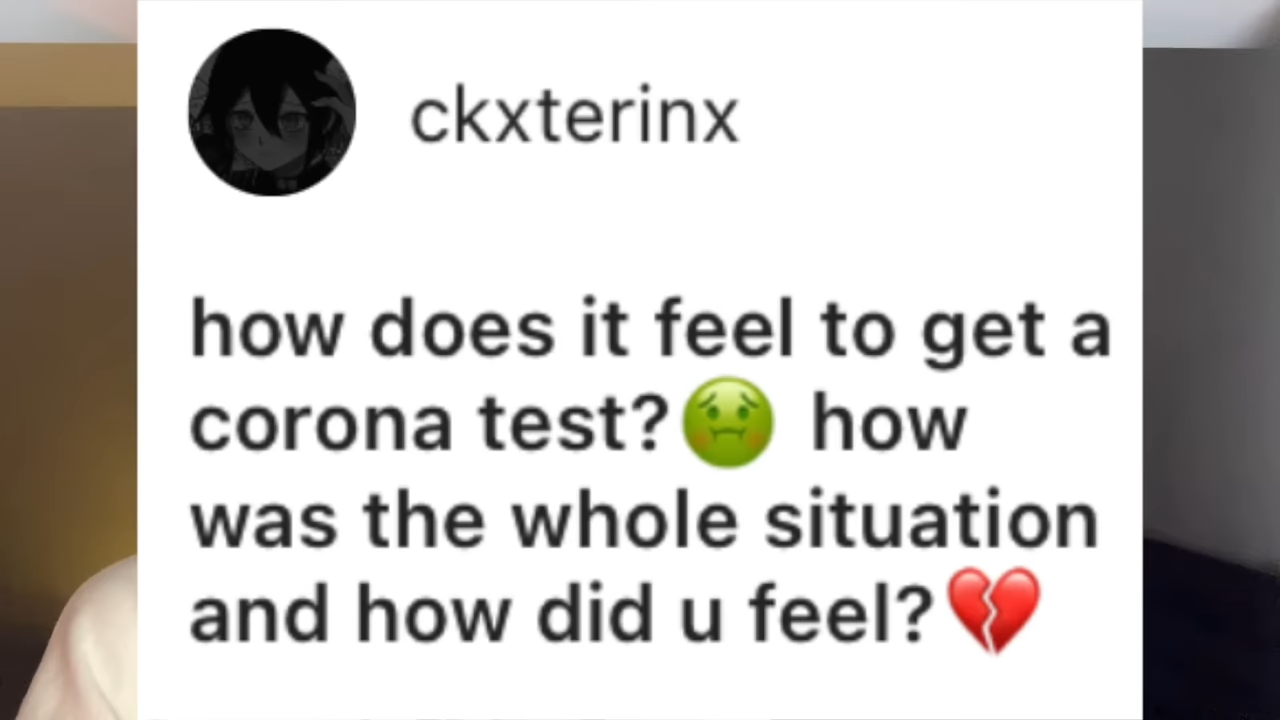 ckxterinx
how does it feel to get a
corona test?🤢 how
was the whole situation
and how did u feel?💔